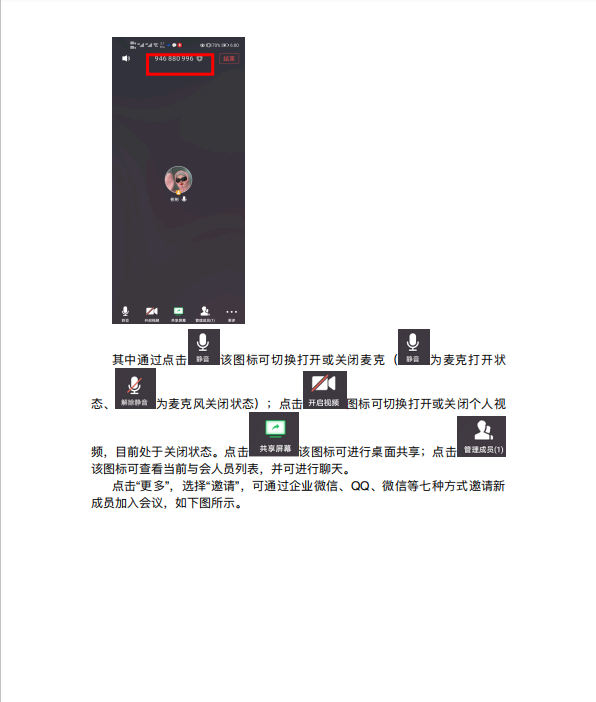 70% 6:00
946 880 996
结束
静音 开启视频 共享屏幕 管理成员(1) 更多
其中通过点击 静音 该图标可切换打开或关闭麦克（ 静音 为麦克打开状
态、 解除静音 为麦克风关闭状态）；点击 开启视频 图标可切换打开或关闭个人视
频，目前处于关闭状态。点击 共享屏幕 该图标可进行桌面共享；点击 管理成员(1)
该图标可查看当前与会人员列表，并可进行聊天。
点击“更多”，选择“邀请”，可通过企业微信、QQ、微信等七种方式邀请新
成员加入会议，如下图所示。